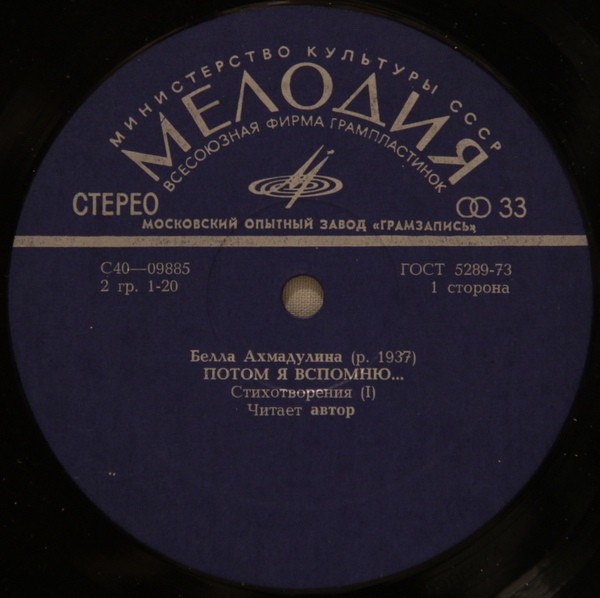 МИНИСТЕРСТВО КУЛЬТУРЫ СССР
МЕЛОДИЯ
ВСЕСОЮЗНАЯ ФИРМА ГРАМПЛАСТИНОК
СТЕРЕО
33
МОСКОВСКИЙ ОПЫТНЫЙ ЗАВОД «ГРАМЗАПИСЬ»
С40—09885
ГОСТ 5289-73
2 гр. 1-20
1 сторона
Белла Ахмадулина (р. 1937)
ПОТОМ Я ВСПОМНЮ...
Стихотворения (I)
Читает автор